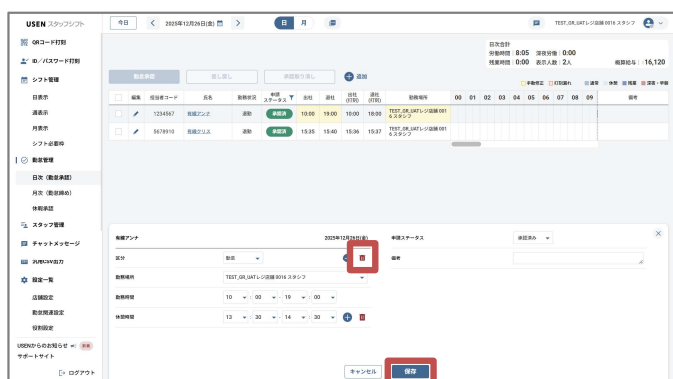 USEN スタッフシフト
今日 2025年12月26日(金) 日 月
TEST_GR_UATレジ店舗 0016 スタシフ
QRコード打刻
ID／パスワード打刻
シフト管理
日表示
週表示
月表示
シフト必要枠
勤怠管理
日次（勤怠承認）
月次（勤怠締め）
休暇承認
スタッフ管理
チャットメッセージ
汎用CSV出力
設定一覧
店舗設定
勤怠関連設定
役割設定
USENからのお知らせ 新着
サポートサイト
ログアウト
日次合計
労働時間：8:05 深夜労働：0:00
残業時間：0:00 表示人数：2人 概算給与：16,120
勤怠承認 差し戻し 承認取り消し 追加
手動修正 打刻漏れ 通常 休憩 残業 深夜・早朝
編集 担当者コード 氏名 勤務状況 申請ステータス 出社 退社 出社(打刻) 退社(打刻) 勤務場所 00 01 02 03 04 05 06 07 08 09 備考
1234567 有線アンナ 退勤 承認済 10:00 19:00 10:00 18:00 TEST_GR_UATレジ店舗 001
6 スタシフ
5678910 有線クリス 退勤 承認済 15:35 15:40 15:36 15:37 TEST_GR_UATレジ店舗 001
6 スタシフ
有線アンナ 2025年12月26日(金) 申請ステータス 承認済み
区分 勤怠 備考
勤務場所 TEST_GR_UATレジ店舗 0016 スタシフ
勤務時間 10 : 00 - 19 : 00
休憩時間 13 : 30 - 14 : 30
キャンセル 保存